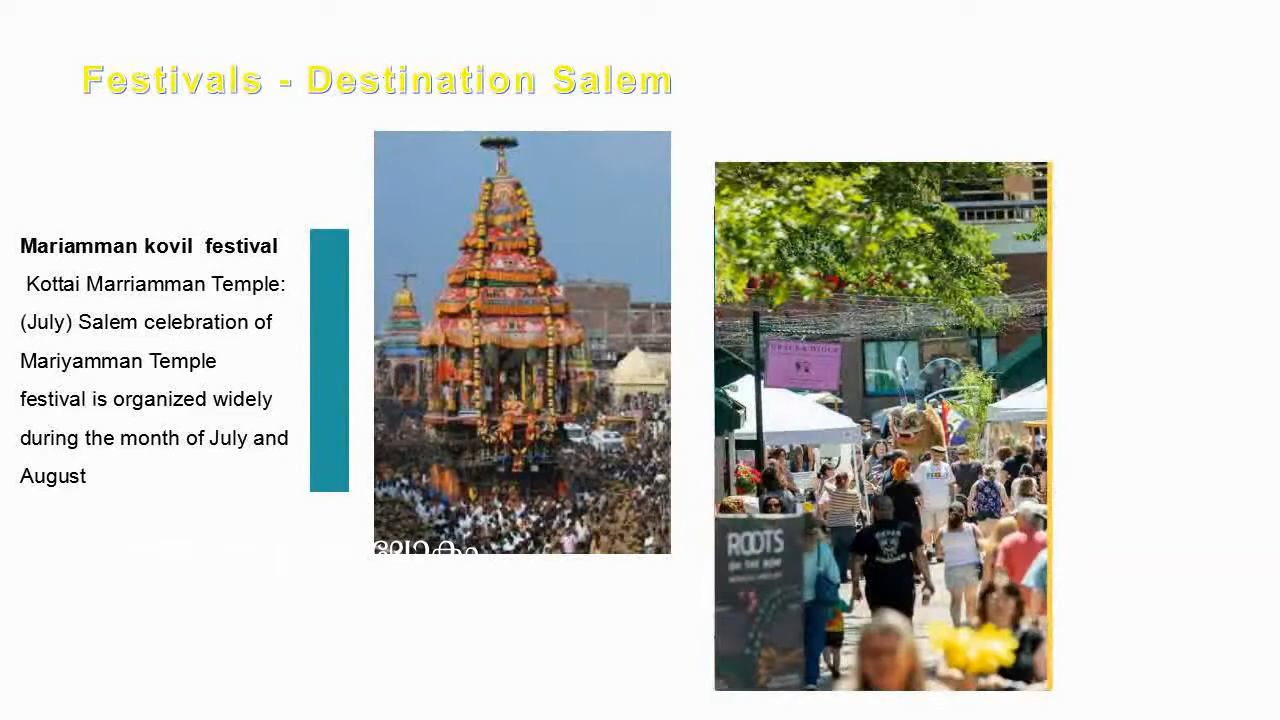 Festivals - Destination Salem
Mariamman kovil festival
Kottai Marriamman Temple:
(July) Salem celebration of
Mariyamman Temple
festival is organized widely
during the month of July and
August
ROOTS
ON THE ROW